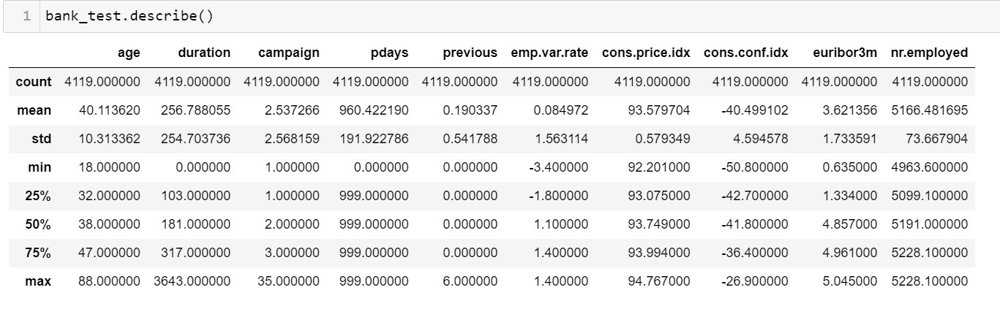 1 bank_test.describe()
age duration campaign pdays previous emp.var.rate cons.price.idx cons.conf.idx euribor3m nr.employed
count 4119.000000 4119.000000 4119.000000 4119.000000 4119.000000 4119.000000 4119.000000 4119.000000 4119.000000 4119.000000
mean 40.113620 256.788055 2.537266 960.422190 0.190337 0.084972 93.579704 -40.499102 3.621356 5166.481695
std 10.313362 254.703736 2.568159 191.922786 0.541788 1.563114 0.579349 4.594578 1.733591 73.667904
min 18.000000 0.000000 1.000000 0.000000 0.000000 -3.400000 92.201000 -50.800000 0.635000 4963.600000
25% 32.000000 103.000000 1.000000 999.000000 0.000000 -1.800000 93.075000 -42.700000 1.334000 5099.100000
50% 38.000000 181.000000 2.000000 999.000000 0.000000 1.100000 93.749000 -41.800000 4.857000 5191.000000
75% 47.000000 317.000000 3.000000 999.000000 0.000000 1.400000 93.994000 -36.400000 4.961000 5228.100000
max 88.000000 3643.000000 35.000000 999.000000 6.000000 1.400000 94.767000 -26.900000 5.045000 5228.100000